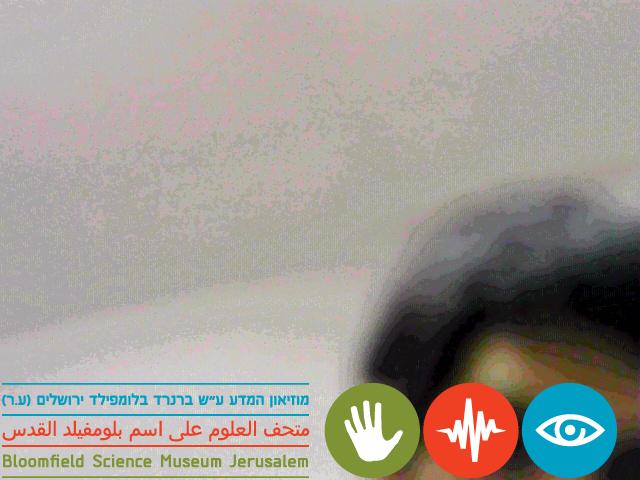 מוזיאון המדע ע״ש ברנרד בלומפילד ירושלים (ע.ר)
متحف العلوم على اسم بلومفيلد القدس
Bloomfield Science Museum Jerusalem